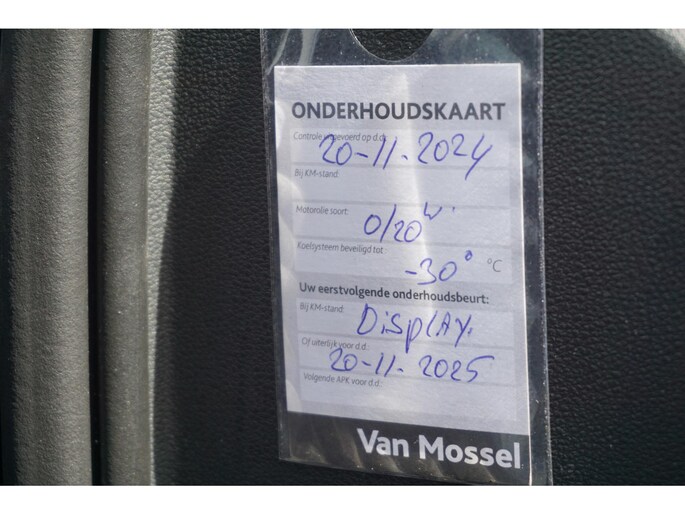 ONDERHOUDSKAART
Controle uitgevoerd op d.d.:
20-11-2024
Bij KM-stand:
Motorolie soort:
0/20 W.
Koelsysteem beveiligd tot:
-30° °C
Uw eerstvolgende onderhoudsbeurt:
Bij KM-stand:
Display.
Of uiterlijk voor d.d.:
20-11-2025
Volgende APK voor d.d.:
Van Mossel